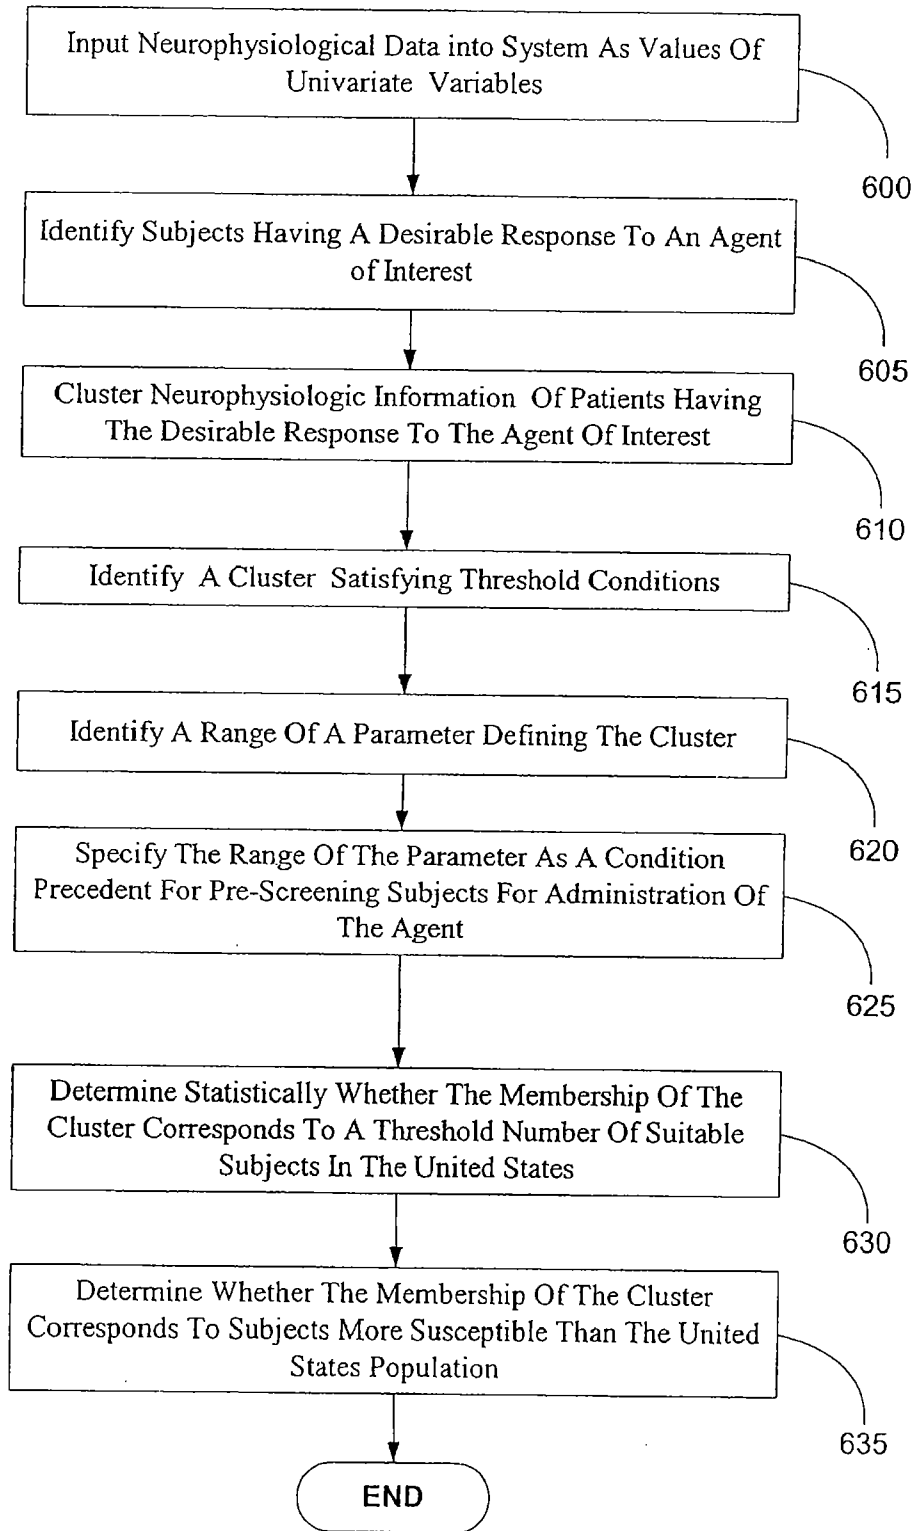 Input Neurophysiological Data into System As Values Of
Univariate Variables
600
Identify Subjects Having A Desirable Response To An Agent
of Interest
605
Cluster Neurophysiologic Information Of Patients Having
The Desirable Response To The Agent Of Interest
610
Identify A Cluster Satisfying Threshold Conditions
615
Identify A Range Of A Parameter Defining The Cluster
620
Specify The Range Of The Parameter As A Condition
Precedent For Pre-Screening Subjects For Administration Of
The Agent
625
Determine Statistically Whether The Membership Of The
Cluster Corresponds To A Threshold Number Of Suitable
Subjects In The United States
630
Determine Whether The Membership Of The Cluster
Corresponds To Subjects More Susceptible Than The United
States Population
635
END